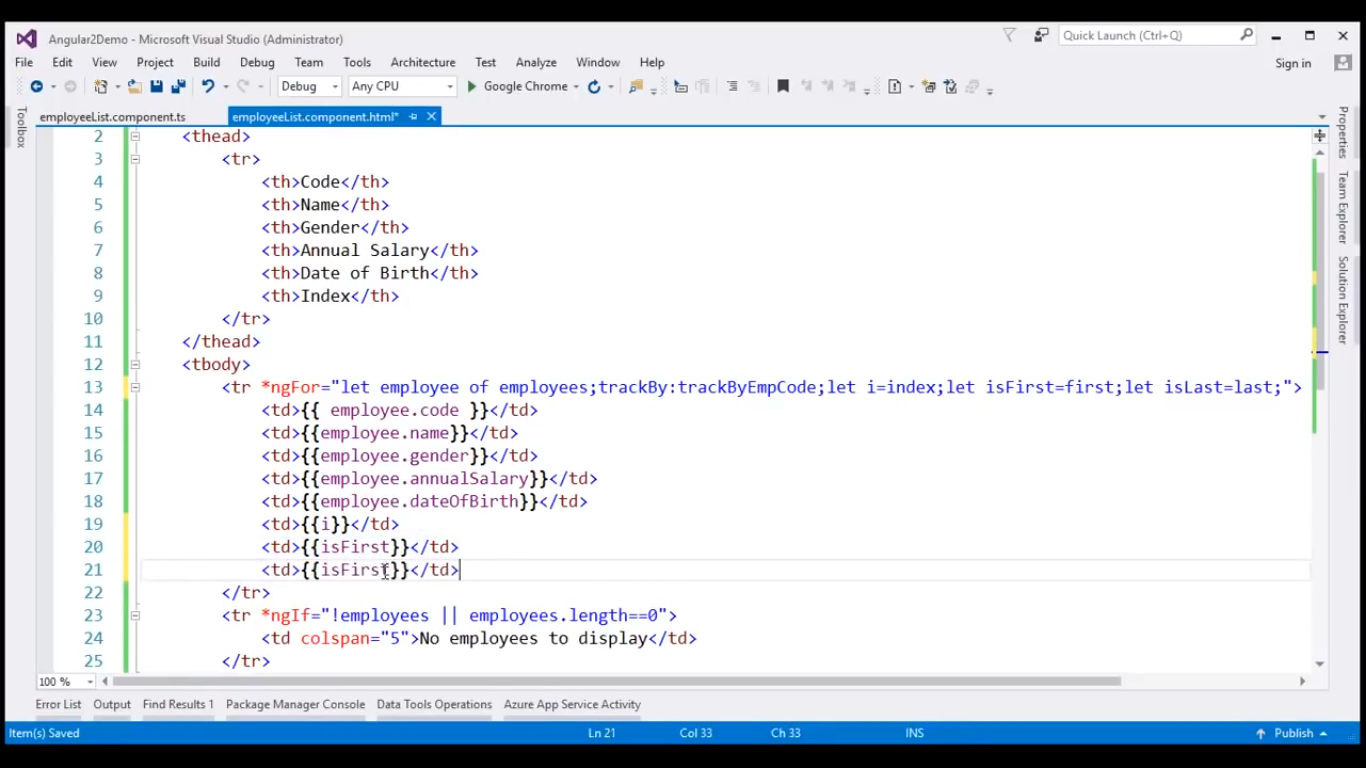 Angular2Demo - Microsoft Visual Studio (Administrator)
Quick Launch (Ctrl+Q)
File Edit View Project Build Debug Team Tools Architecture Test Analyze Window Help
Sign in
Debug Any CPU Google Chrome
employeeList.component.ts employeeList.component.html*
Toolbox
Properties
Team Explorer
Solution Explorer
2 <thead>
3 <tr>
4 <th>Code</th>
5 <th>Name</th>
6 <th>Gender</th>
7 <th>Annual Salary</th>
8 <th>Date of Birth</th>
9 <th>Index</th>
10 </tr>
11 </thead>
12 <tbody>
13 <tr *ngFor="let employee of employees;trackBy:trackByEmpCode;let i=index;let isFirst=first;let isLast=last;">
14 <td>{{ employee.code }}</td>
15 <td>{{employee.name}}</td>
16 <td>{{employee.gender}}</td>
17 <td>{{employee.annualSalary}}</td>
18 <td>{{employee.dateOfBirth}}</td>
19 <td>{{i}}</td>
20 <td>{{isFirst}}</td>
21 <td>{{isFirst}}</td>
22 </tr>
23 <tr *ngIf="!employees || employees.length==0">
24 <td colspan="5">No employees to display</td>
25 </tr>
100 %
Error List Output Find Results 1 Package Manager Console Data Tools Operations Azure App Service Activity
Item(s) Saved Ln 21 Col 33 Ch 33 INS Publish